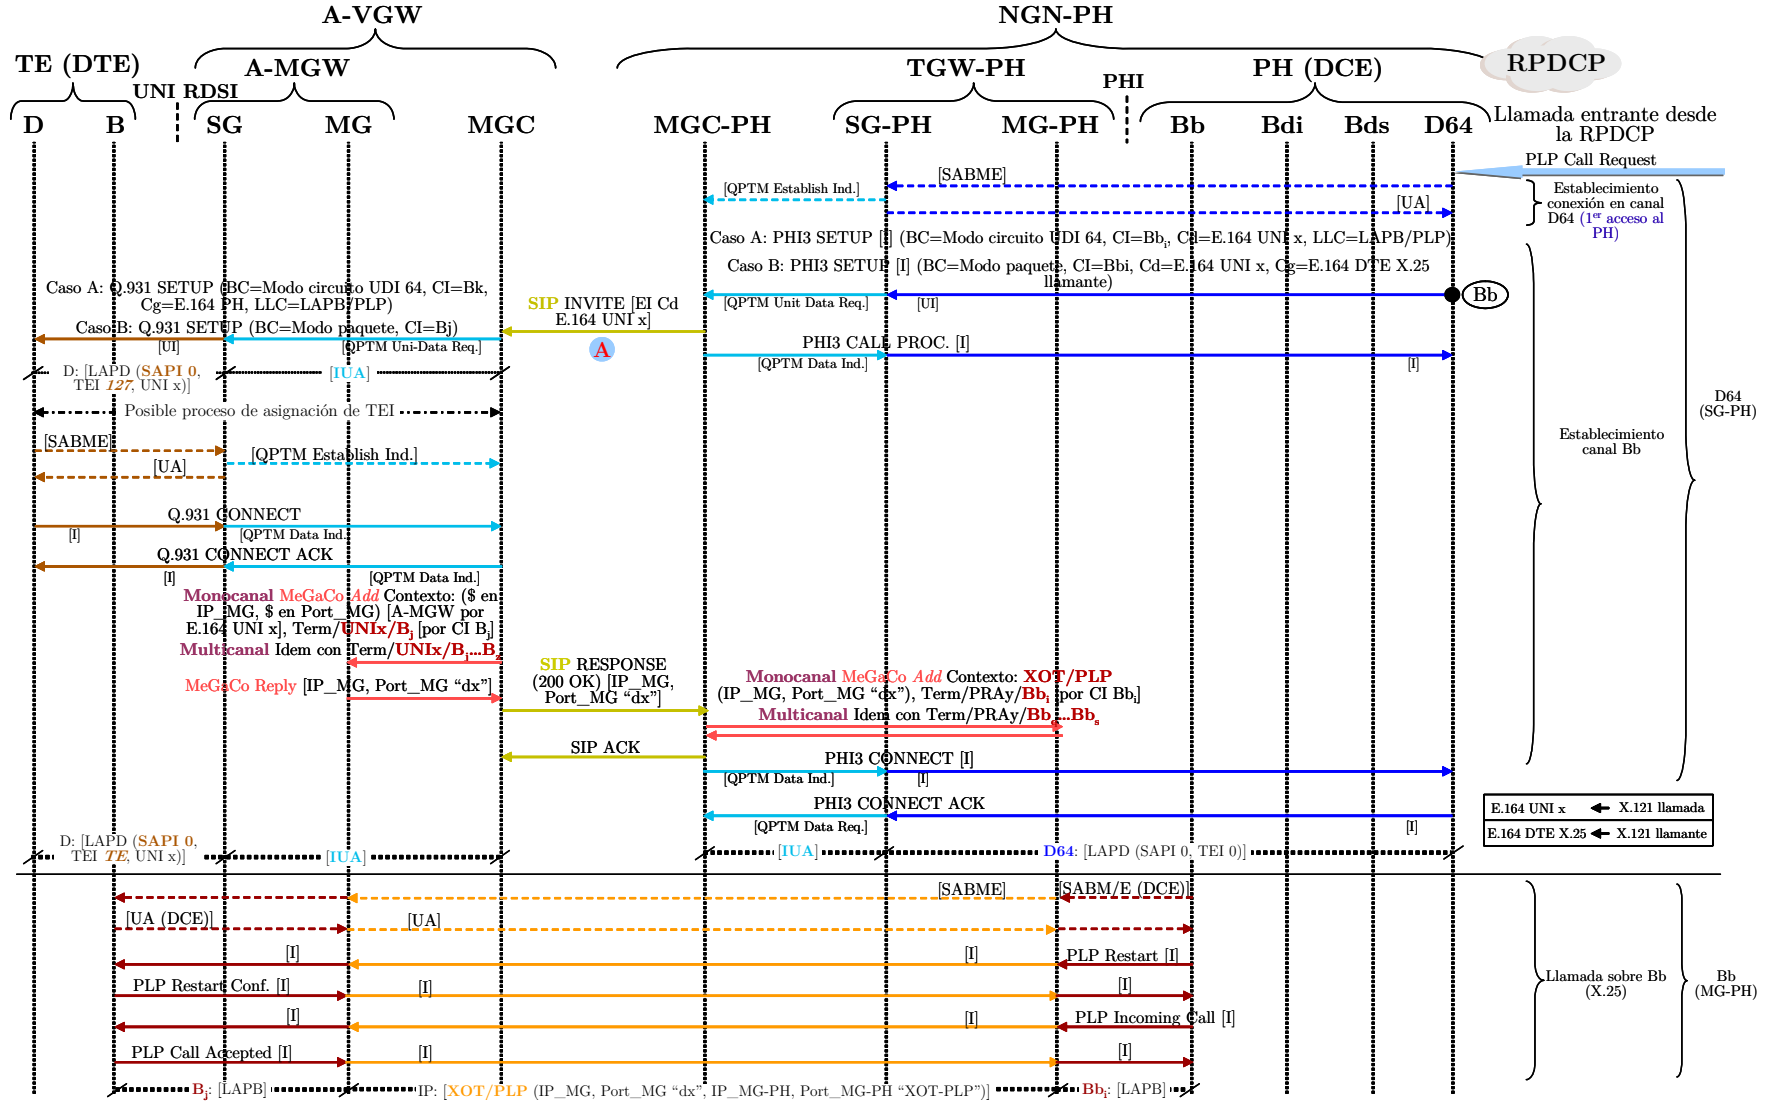 A-VGW
NGN-PH
TE (DTE)
A-MGW
TGW-PH
PH (DCE)
RPDCP
UNI RDSI
PHI
D
B
SG
MG
MGC
MGC-PH
SG-PH
MG-PH
Bb
Bdi
Bds
D64
Llamada entrante desde
la RPDCP
PLP Call Request
[SABME]
[QPTM Establish Ind.]
[UA]
Establecimiento
conexión en canal
D64 (1er acceso al
PH)
Caso A: PHI3 SETUP [I] (BC=Modo circuito UDI 64, CI=Bbi, Cd=E.164 UNI x, LLC=LAPB/PLP)
Caso B: PHI3 SETUP [I] (BC=Modo paquete, CI=Bbi, Cd=E.164 UNI x, Cg=E.164 DTE X.25
llamante)
[QPTM Unit Data Req.]
[UI]
Bb
Caso A: Q.931 SETUP (BC=Modo circuito UDI 64, CI=Bk,
Cg=E.164 PH, LLC=LAPB/PLP)
Caso B: Q.931 SETUP (BC=Modo paquete, CI=Bj)
[UI]
[QPTM Uni-Data Req.]
SIP INVITE [EI Cd
E.164 UNI x]
A
PHI3 CALL PROC. [I]
[QPTM Data Ind.]
[I]
D: [LAPD (SAPI 0,
TEI 127, UNI x)]
[IUA]
Posible proceso de asignación de TEI
D64
(SG-PH)
Establecimiento
canal Bb
[SABME]
[QPTM Establish Ind.]
[UA]
Q.931 CONNECT
[I]
[QPTM Data Ind.
Q.931 CONNECT ACK
[I]
[QPTM Data Ind.]
Monocanal MeGaCo Add Contexto: ($ en
IP_MG, $ en Port_MG) [A-MGW por
E.164 UNI x], Term/UNIx/Bj [por CI Bj]
Multicanal Idem con Term/UNIx/Bj...Bz
MeGaCo Reply [IP_MG, Port_MG “dx”]
SIP RESPONSE
(200 OK) [IP_MG,
Port_MG “dx”]
Monocanal MeGaCo Add Contexto: XOT/PLP
(IP_MG, Port_MG “dx”), Term/PRAy/Bbi [por CI Bbi]
Multicanal Idem con Term/PRAy/Bb...Bbs
SIP ACK
PHI3 CONNECT [I]
[QPTM Data Ind.]
[I]
PHI3 CONNECT ACK
[QPTM Data Req.]
[I]
E.164 UNI x
X.121 llamada
E.164 DTE X.25
X.121 llamante
D: [LAPD (SAPI 0,
TEI TE, UNI x)]
[IUA]
[IUA]
D64: [LAPD (SAPI 0, TEI 0)]
[SABME]
[SABM/E (DCE)]
[UA (DCE)]
[UA]
[I]
[I]
PLP Restart [I]
PLP Restart Conf. [I]
[I]
[I]
Llamada sobre Bb
(X.25)
Bb
(MG-PH)
[I]
[I]
PLP Incoming Call [I]
PLP Call Accepted [I]
[I]
[I]
Bj: [LAPB]
IP: [XOT/PLP (IP_MG, Port_MG “dx”, IP_MG-PH, Port_MG-PH “XOT-PLP”)]
Bbi: [LAPB]